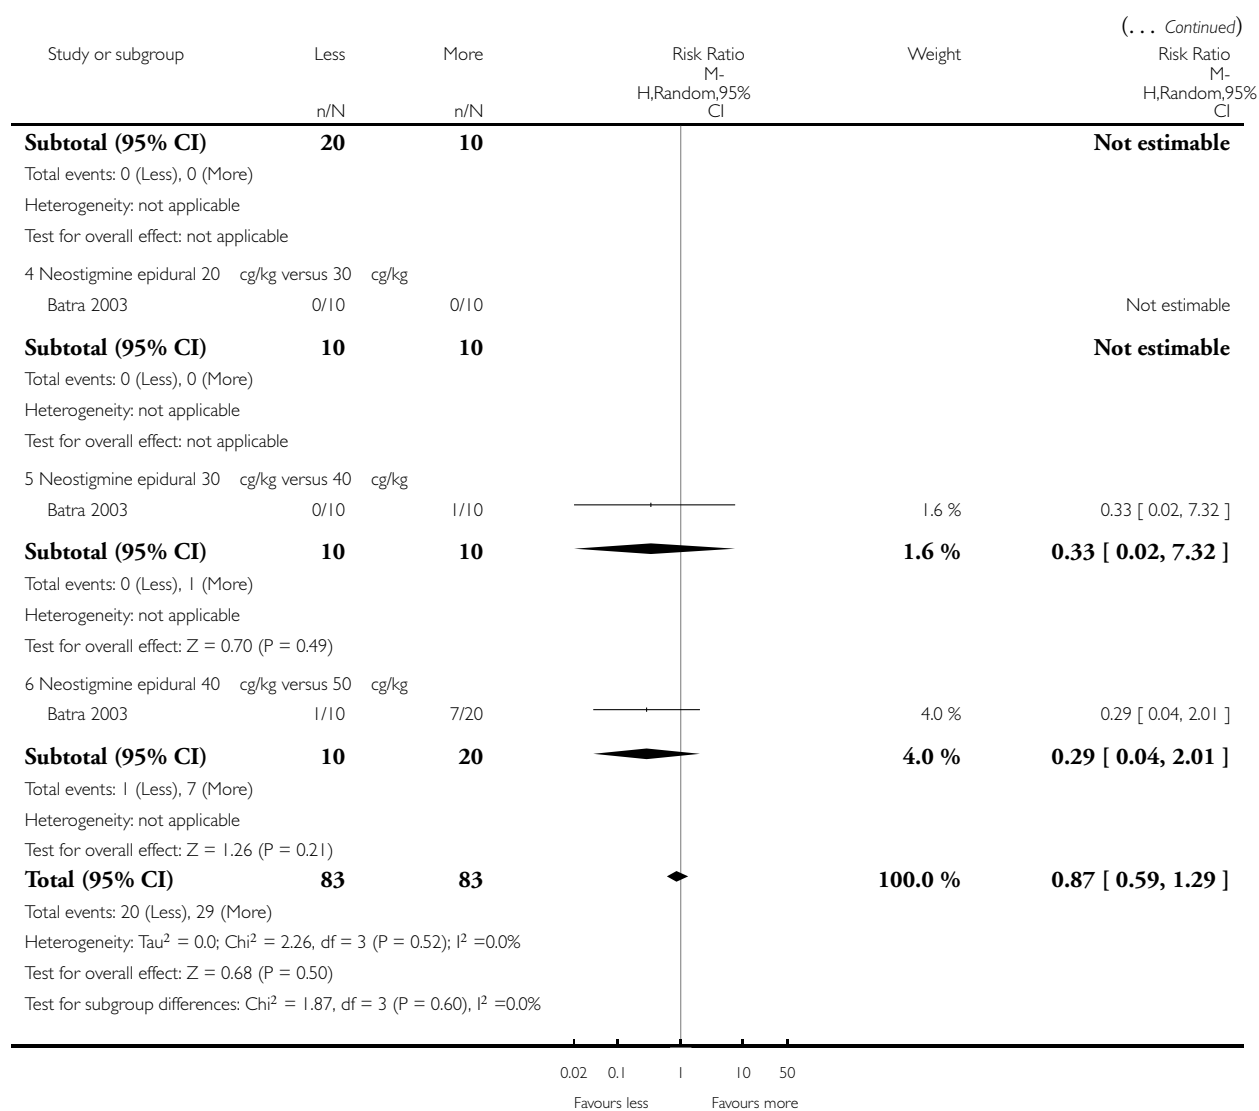 (... Continued)
Study or subgroup Less More Risk Ratio Weight Risk Ratio
M- M-
H,Random,95% H,Random,95%
n/N n/N CI CI
Subtotal (95% CI) 20 10 Not estimable
Total events: 0 (Less), 0 (More)
Heterogeneity: not applicable
Test for overall effect: not applicable
4 Neostigmine epidural 20 cg/kg versus 30 cg/kg
Batra 2003 0/10 0/10 Not estimable
Subtotal (95% CI) 10 10 Not estimable
Total events: 0 (Less), 0 (More)
Heterogeneity: not applicable
Test for overall effect: not applicable
5 Neostigmine epidural 30 cg/kg versus 40 cg/kg
Batra 2003 0/10 1/10 1.6 % 0.33 [ 0.02, 7.32 ]
Subtotal (95% CI) 10 10 1.6 % 0.33 [ 0.02, 7.32 ]
Total events: 0 (Less), 1 (More)
Heterogeneity: not applicable
Test for overall effect: Z = 0.70 (P = 0.49)
6 Neostigmine epidural 40 cg/kg versus 50 cg/kg
Batra 2003 1/10 7/20 4.0 % 0.29 [ 0.04, 2.01 ]
Subtotal (95% CI) 10 20 4.0 % 0.29 [ 0.04, 2.01 ]
Total events: 1 (Less), 7 (More)
Heterogeneity: not applicable
Test for overall effect: Z = 1.26 (P = 0.21)
Total (95% CI) 83 83 100.0 % 0.87 [ 0.59, 1.29 ]
Total events: 20 (Less), 29 (More)
Heterogeneity: Tau² = 0.0; Chi² = 2.26, df = 3 (P = 0.52); I² =0.0%
Test for overall effect: Z = 0.68 (P = 0.50)
Test for subgroup differences: Chi² = 1.87, df = 3 (P = 0.60), I² =0.0%
0.02 0.1 1 10 50
Favours less Favours more